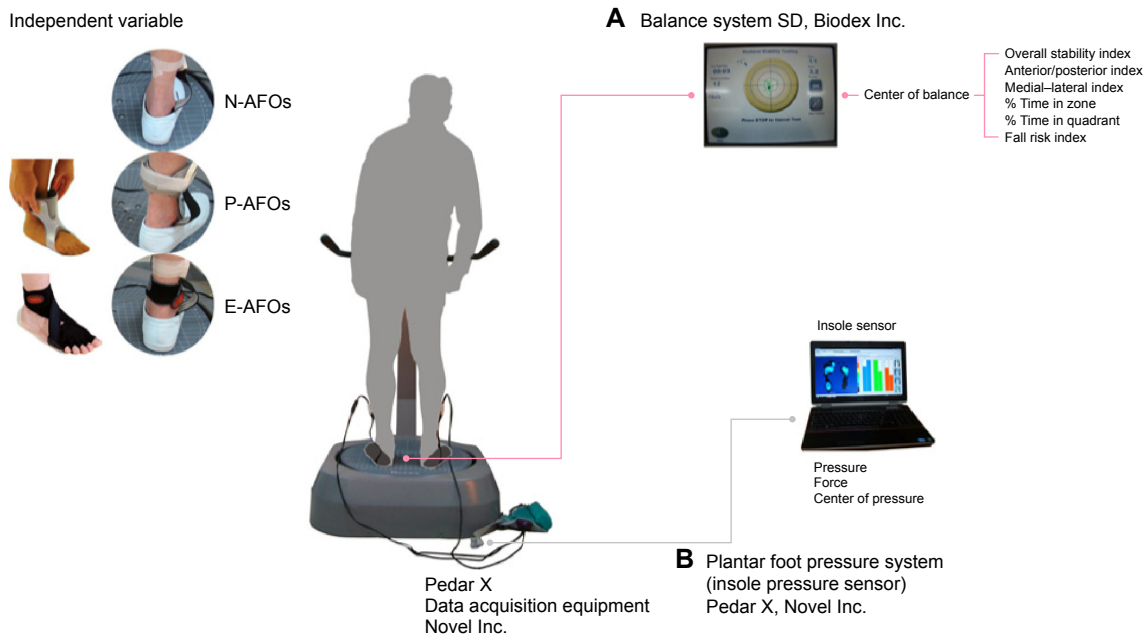 Independent variable
N-AFOs
P-AFOs
E-AFOs
A Balance system SD, Biodex Inc.
Center of balance
Overall stability index
Anterior/posterior index
Medial–lateral index
% Time in zone
% Time in quadrant
Fall risk index
Insole sensor
Pressure
Force
Center of pressure
B Plantar foot pressure system
(insole pressure sensor)
Pedar X, Novel Inc.
Pedar X
Data acquisition equipment
Novel Inc.